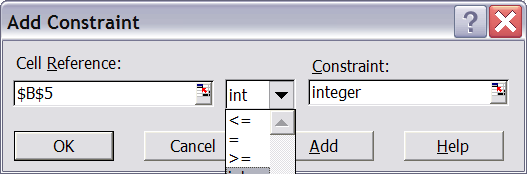 Add Constraint
Cell Reference:
Constraint:
$B$5
int
integer
<=
=
>=
OK
Cancel
Add
Help